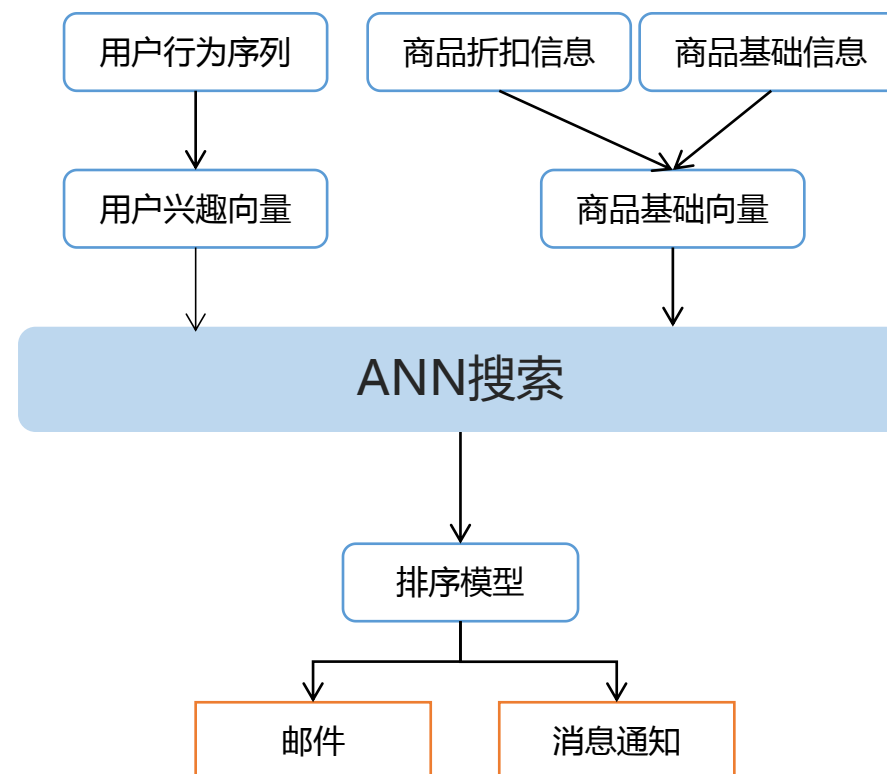 用户行为序列
商品折扣信息
商品基础信息
用户兴趣向量
商品基础向量
ANN搜索
排序模型
邮件
消息通知